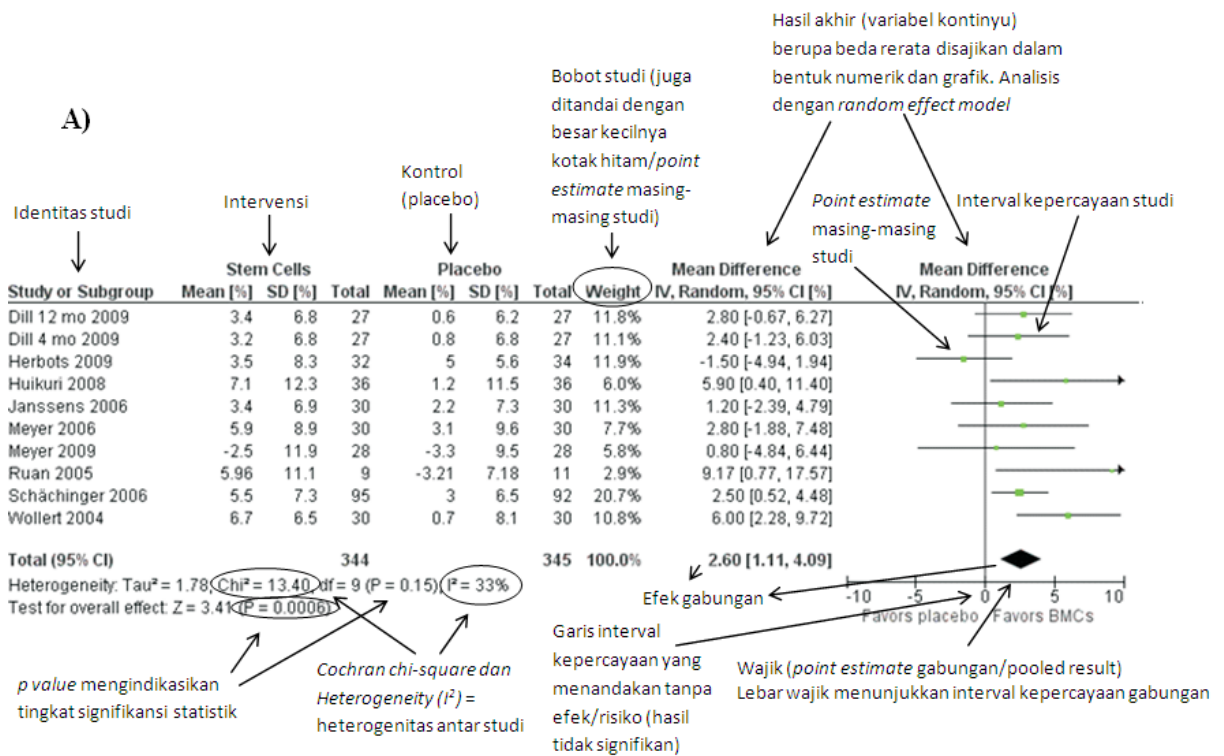 A)
Identitas studi
Intervensi
Kontrol
(placebo)
Bobot studi (juga
ditandai dengan
besar kecilnya
kotak hitam/point
estimate masing-
masing studi)
Hasil akhir (variabel kontinyu)
berupa beda rerata disajikan dalam
bentuk numerik dan grafik. Analisis
dengan random effect model
Point estimate
masing-masing
studi
Interval kepercayaan studi
Stem Cells Placebo Mean Difference Mean Difference
Study or Subgroup Mean [%] SD [%] Total Mean [%] SD [%] Total Weight IV, Random, 95% CI [%] IV, Random, 95% CI [%]
Dill 12 mo 2009 3.4 6.8 27 0.6 6.2 27 11.8% 2.80 [-0.67, 6.27]
Dill 4 mo 2009 3.2 6.8 27 0.8 6.8 27 11.1% 2.40 [-1.23, 6.03]
Herbots 2009 3.5 8.3 32 5 5.6 34 11.9% -1.50 [-4.94, 1.94]
Huikuri 2008 7.1 12.3 36 1.2 11.5 36 6.0% 5.90 [0.40, 11.40]
Janssens 2006 3.4 6.9 30 2.2 7.3 30 11.3% 1.20 [-2.39, 4.79]
Meyer 2006 5.9 8.9 30 3.1 9.6 30 7.7% 2.80 [-1.88, 7.48]
Meyer 2009 -2.5 11.9 28 -3.3 9.5 28 5.8% 0.80 [-4.84, 6.44]
Ruan 2005 5.96 11.1 9 -3.21 7.18 11 2.9% 9.17 [0.77, 17.57]
Schächinger 2006 5.5 7.3 95 3 6.5 92 20.7% 2.50 [0.52, 4.48]
Wollert 2004 6.7 6.5 30 0.7 8.1 30 10.8% 6.00 [2.28, 9.72]
Total (95% CI) 344 345 100.0% 2.60 [1.11, 4.09]
Heterogeneity: Tau² = 1.78; Chi² = 13.40, df = 9 (P = 0.15); I² = 33%
Test for overall effect: Z = 3.41 (P = 0.0006)
-10 -5 0 5 10
Favors placebo Favors BMCs
Efek gabungan
p value mengindikasikan
tingkat signifikansi statistik
Cochran chi-square dan
Heterogeneity (I²) =
heterogenitas antar studi
Garis interval
kepercayaan yang
menandakan tanpa
efek/risiko (hasil
tidak signifikan)
Wajik (point estimate gabungan/pooled result)
Lebar wajik menunjukkan interval kepercayaan gabungan